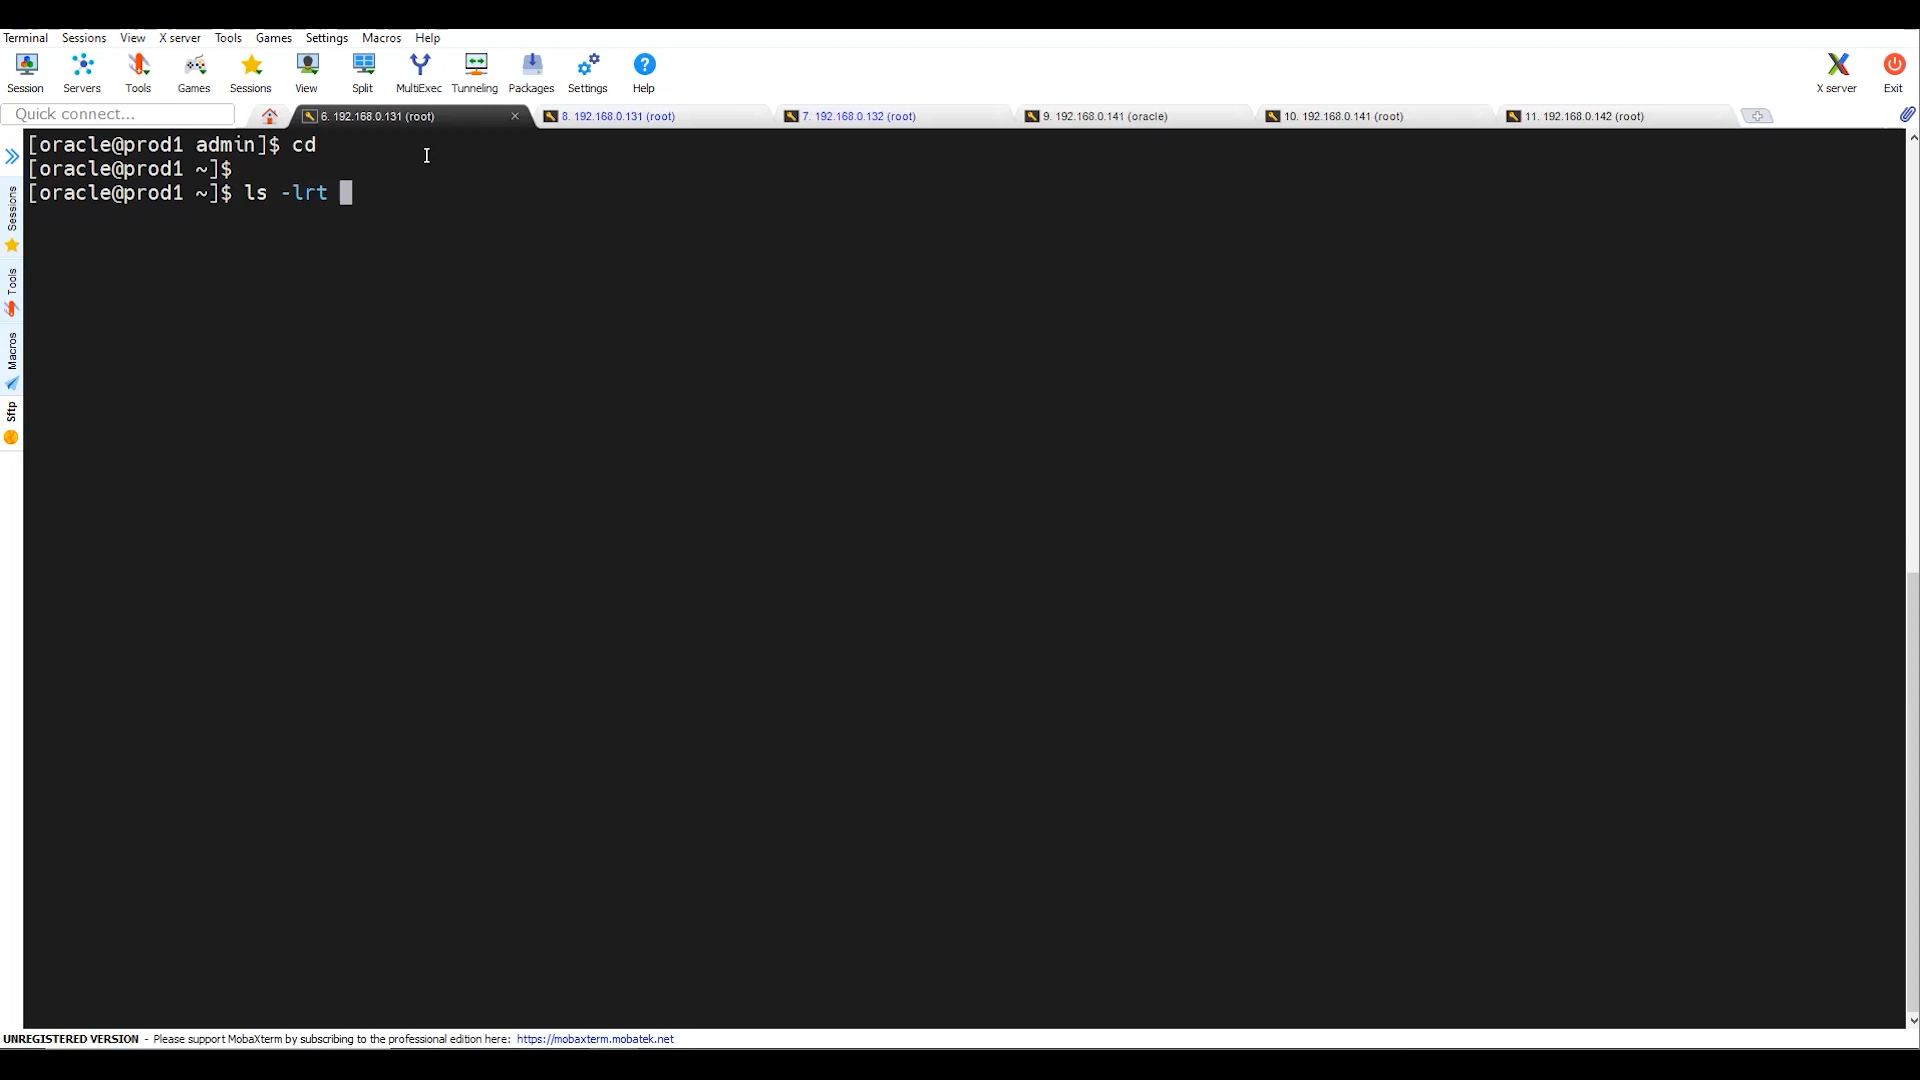 Terminal Sessions View X server Tools Games Settings Macros Help
Session Servers Tools Games Sessions View Split MultiExec Tunneling Packages Settings Help X server Exit
Quick connect...
6. 192.168.0.131 (root)
8. 192.168.0.131 (root)
7. 192.168.0.132 (root)
9. 192.168.0.141 (oracle)
10. 192.168.0.141 (root)
11. 192.168.0.142 (root)
Sessions
Tools
Macros
Sftp
[oracle@prod1 admin]$ cd
[oracle@prod1 ~]$
[oracle@prod1 ~]$ ls -lrt
UNREGISTERED VERSION - Please support MobaXterm by subscribing to the professional edition here: https://mobaxterm.mobatek.net